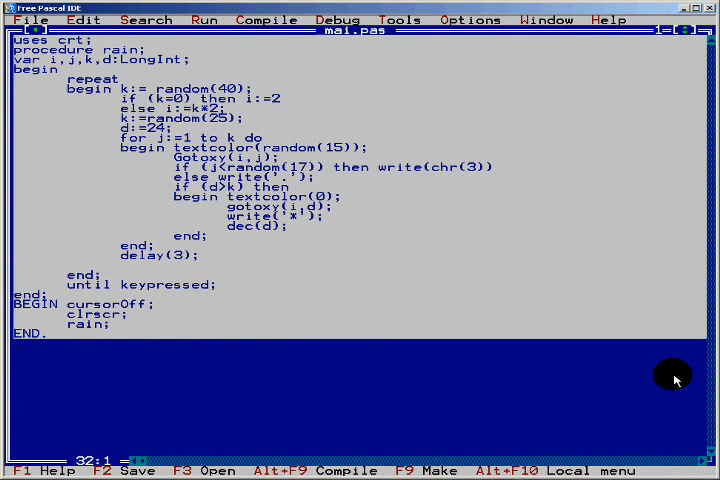 Free Pascal IDE
File Edit Search Run Compile Debug Tools Options Window Help
mai.pas 1=[↕]
uses crt;
procedure rain;
var i,j,k,d:LongInt;
begin
repeat
begin k:= random(40);
if (k=0) then i:=2
else i:=k*2;
k:=random(25);
d:=24;
for j:=1 to k do
begin textcolor(random(15));
Gotoxy(i,j);
if (j<random(17)) then write(chr(3))
else write('.');
if (d>k) then
begin textcolor(0);
gotoxy(i,d);
write('*');
dec(d);
end;
end;
delay(3);
end;
until keypressed;
end;
BEGIN cursorOff;
clrscr;
rain;
END.
32:1
F1 Help F2 Save F3 Open Alt+F9 Compile F9 Make Alt+F10 Local menu